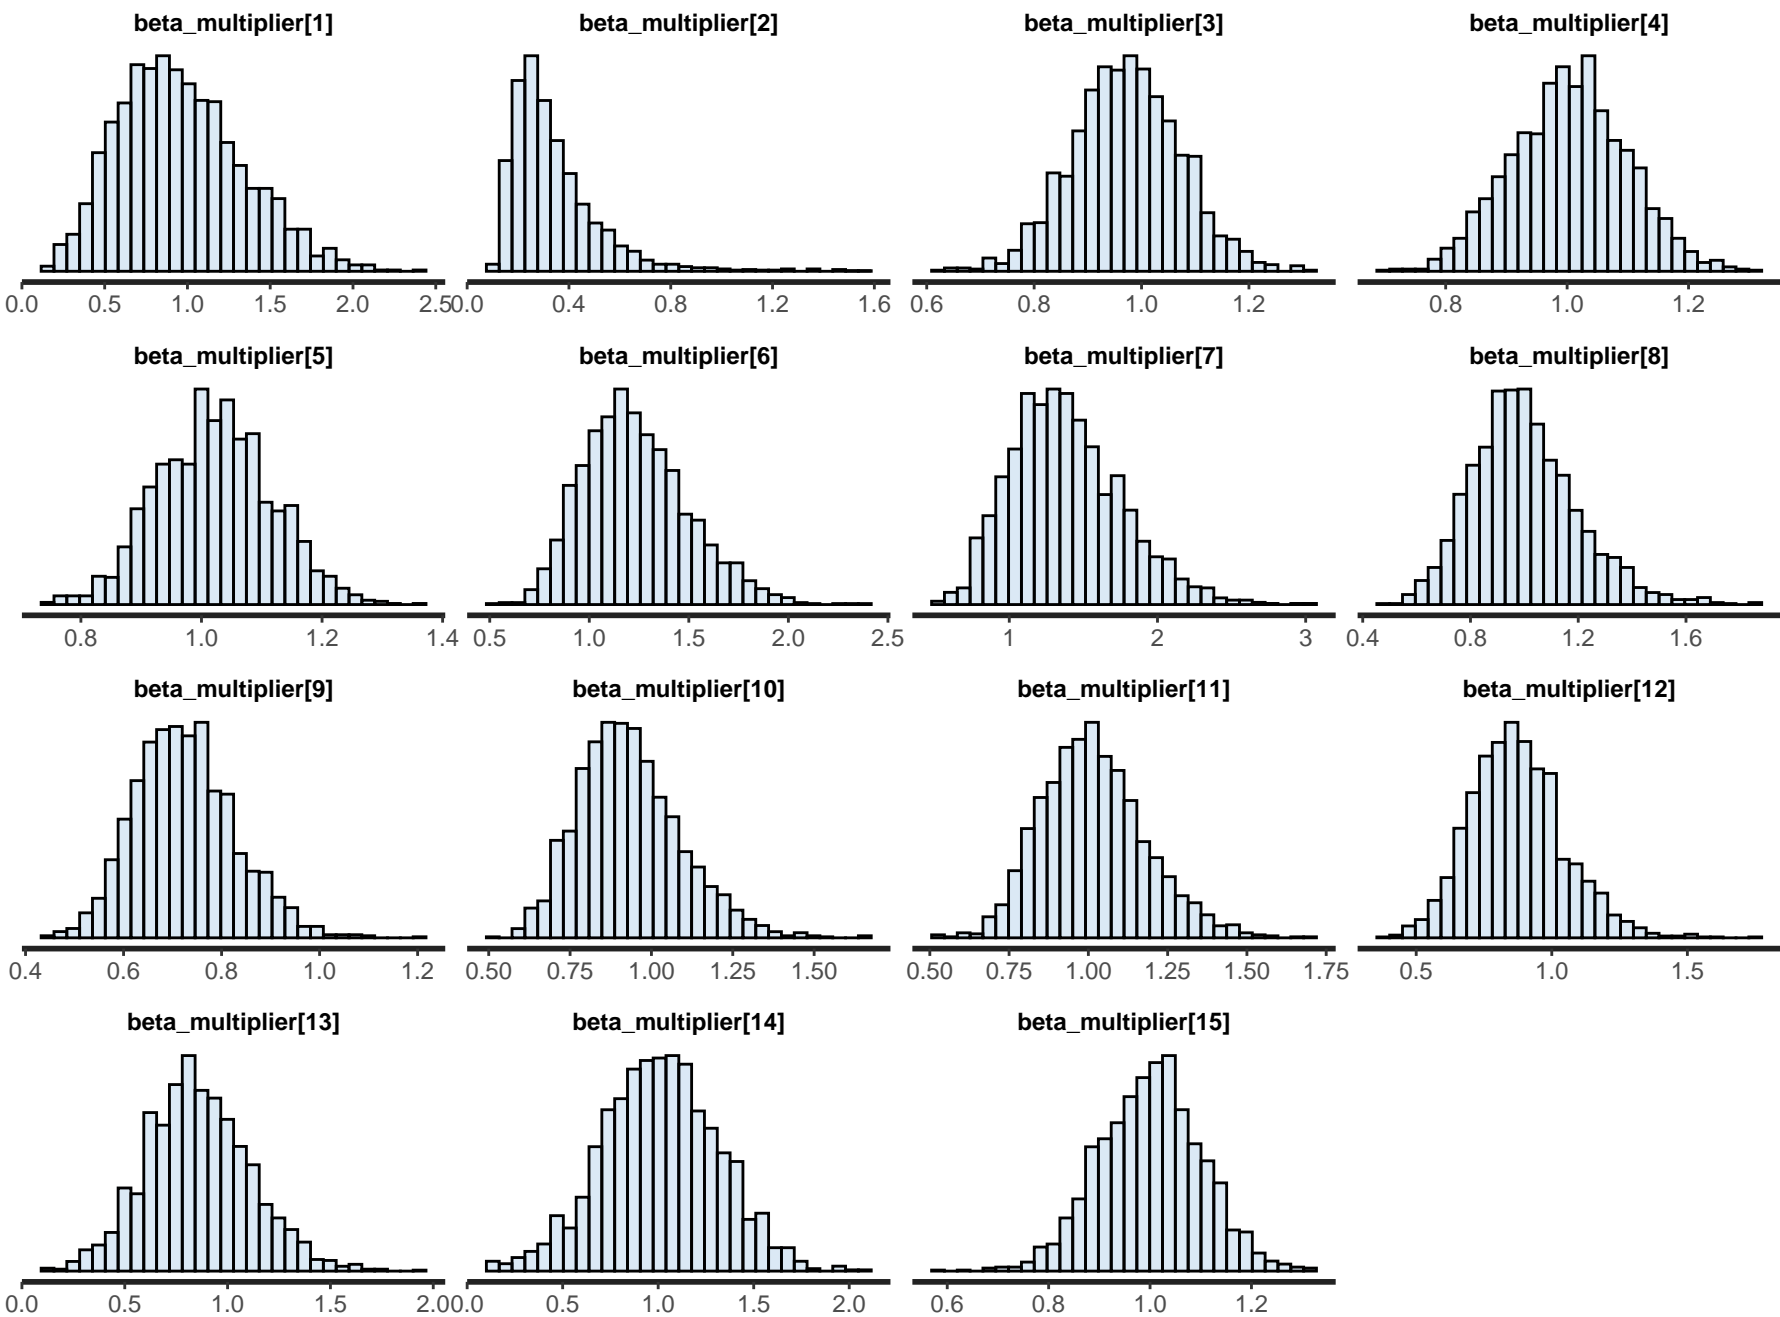 beta_multiplier[1] beta_multiplier[2] beta_multiplier[3] beta_multiplier[4]
0.0 0.5 1.0 1.5 2.0 2.5 0.0 0.4 0.8 1.2 1.6 0.6 0.8 1.0 1.2 0.8 1.0 1.2
beta_multiplier[5] beta_multiplier[6] beta_multiplier[7] beta_multiplier[8]
0.8 1.0 1.2 1.4 0.5 1.0 1.5 2.0 2.5 1 2 3 0.4 0.8 1.2 1.6
beta_multiplier[9] beta_multiplier[10] beta_multiplier[11] beta_multiplier[12]
0.4 0.6 0.8 1.0 1.2 0.50 0.75 1.00 1.25 1.50 0.50 0.75 1.00 1.25 1.50 1.75 0.5 1.0 1.5
beta_multiplier[13] beta_multiplier[14] beta_multiplier[15]
0.0 0.5 1.0 1.5 2.0 0.0 0.5 1.0 1.5 2.0 0.6 0.8 1.0 1.2